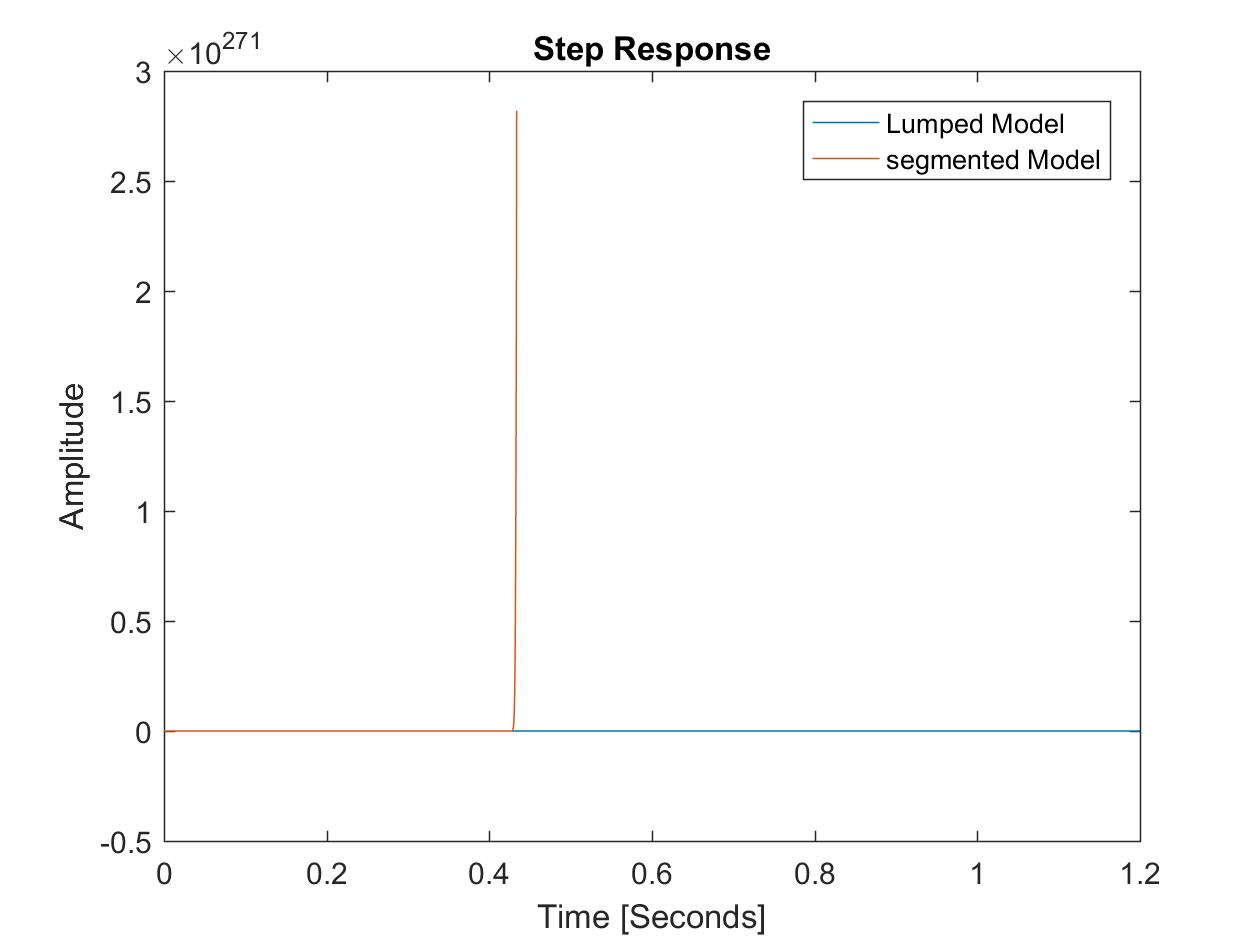 Step Response
×10^271
3
2.5
2
1.5
1
0.5
0
-0.5
Amplitude
Lumped Model
segmented Model
0 0.2 0.4 0.6 0.8 1 1.2
Time [Seconds]